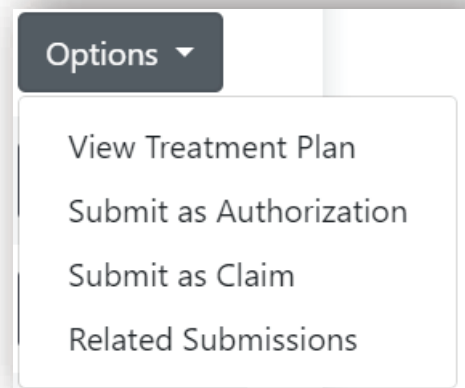 Options
View Treatment Plan
Submit as Authorization
Submit as Claim
Related Submissions